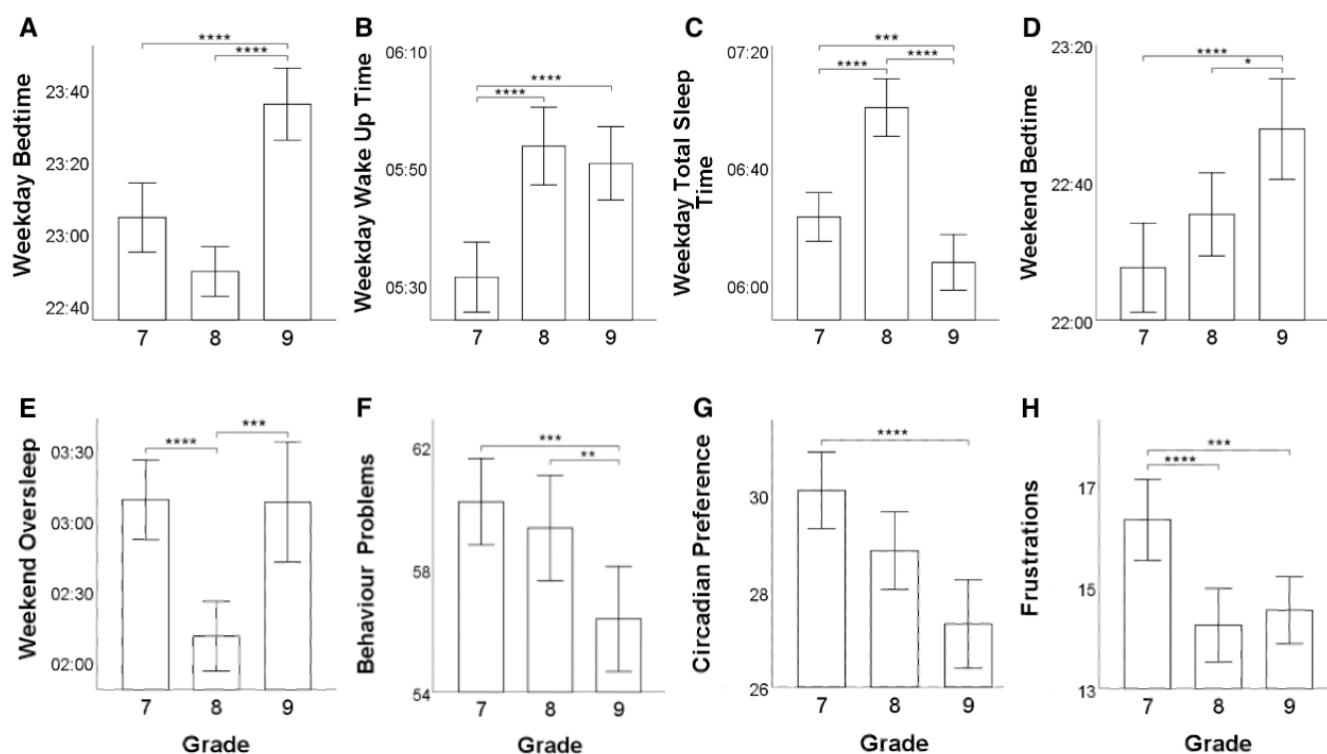 A
Weekday Bedtime
23:40
23:20
23:00
22:40
****
****
7 8 9
B
Weekday Wake Up Time
06:10
05:50
05:30
****
****
7 8 9
C
Weekday Total Sleep
Time
07:20
06:40
06:00
***
****
****
7 8 9
D
Weekend Bedtime
23:20
22:40
22:00
****
*
7 8 9
E
Weekend Oversleep
03:30
03:00
02:30
02:00
****
***
7 8 9
Grade
F
Behaviour Problems
62
58
54
***
**
7 8 9
Grade
G
Circadian Preference
30
28
26
****
7 8 9
Grade
H
Frustrations
17
15
13
***
****
7 8 9
Grade